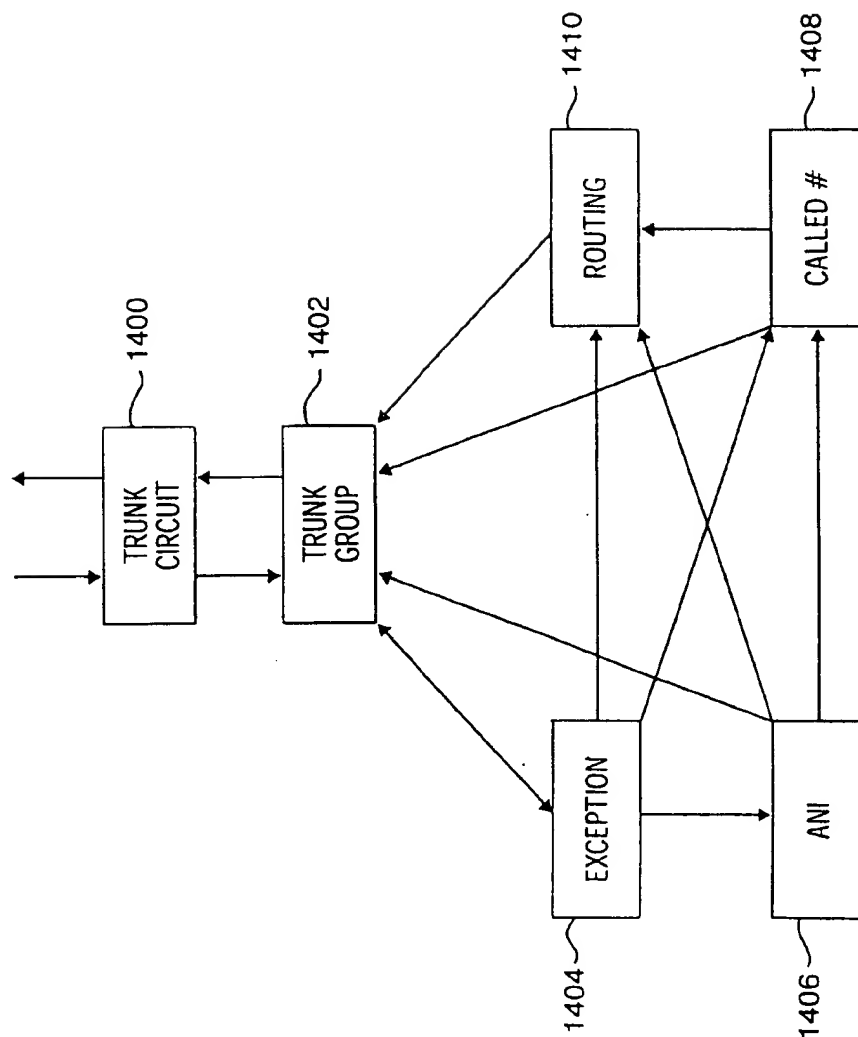 1400
TRUNK
CIRCUIT
1402
TRUNK
GROUP
1404
EXCEPTION
1410
ROUTING
1406
ANI
1408
CALLED #